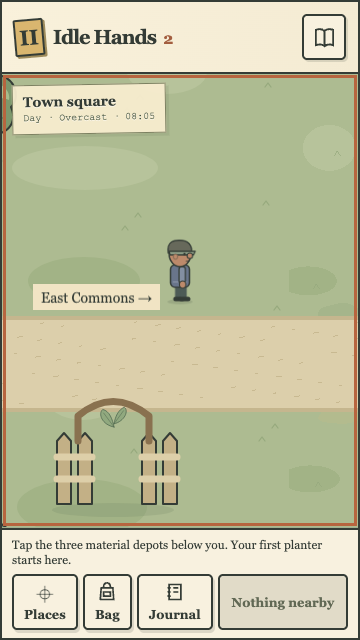 II Idle Hands 2
Town square
Day · Overcast · 08:05
East Commons →
Tap the three material depots below you. Your first planter
starts here.
Places
Bag
Journal
Nothing nearby